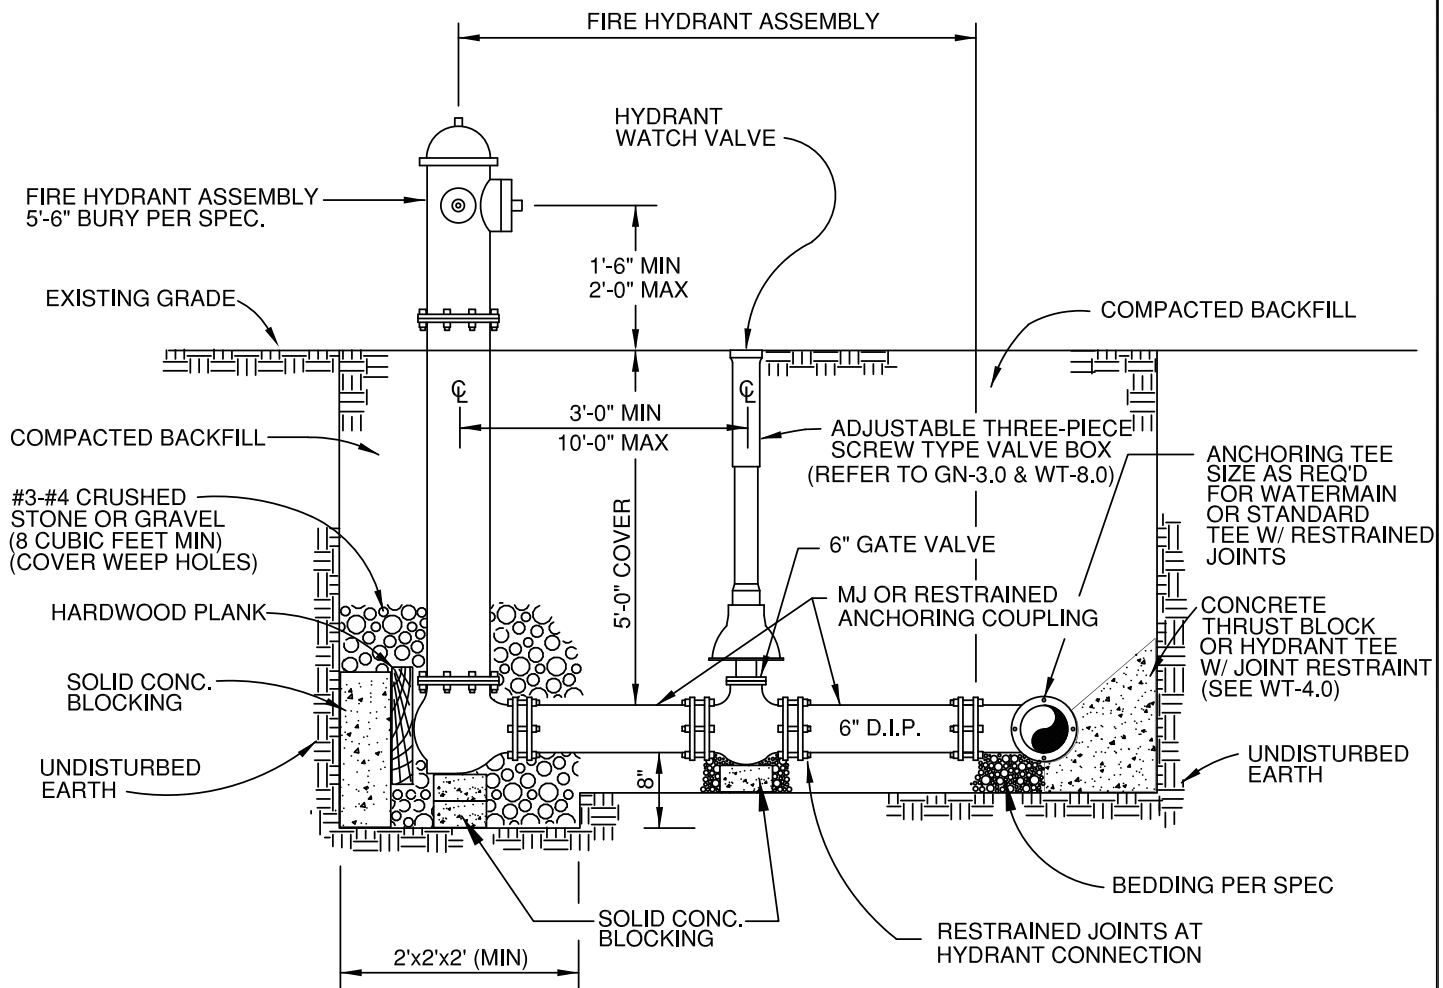 FIRE HYDRANT ASSEMBLY
HYDRANT
WATCH VALVE
FIRE HYDRANT ASSEMBLY
5'-6" BURY PER SPEC.
1'-6" MIN
2'-0" MAX
EXISTING GRADE
COMPACTED BACKFILL
℄
℄
3'-0" MIN
10'-0" MAX
COMPACTED BACKFILL
ADJUSTABLE THREE-PIECE
SCREW TYPE VALVE BOX
(REFER TO GN-3.0 & WT-8.0)
ANCHORING TEE
SIZE AS REQ'D
FOR WATERMAIN
OR STANDARD
TEE W/ RESTRAINED
JOINTS
#3-#4 CRUSHED
STONE OR GRAVEL
(8 CUBIC FEET MIN)
(COVER WEEP HOLES)
5'-0" COVER
6" GATE VALVE
HARDWOOD PLANK
MJ OR RESTRAINED
ANCHORING COUPLING
CONCRETE
THRUST BLOCK
OR HYDRANT TEE
W/ JOINT RESTRAINT
(SEE WT-4.0)
SOLID CONC.
BLOCKING
6" D.I.P.
UNDISTURBED
EARTH
8"
UNDISTURBED
EARTH
BEDDING PER SPEC
SOLID CONC.
BLOCKING
RESTRAINED JOINTS AT
HYDRANT CONNECTION
2'x2'x2' (MIN)